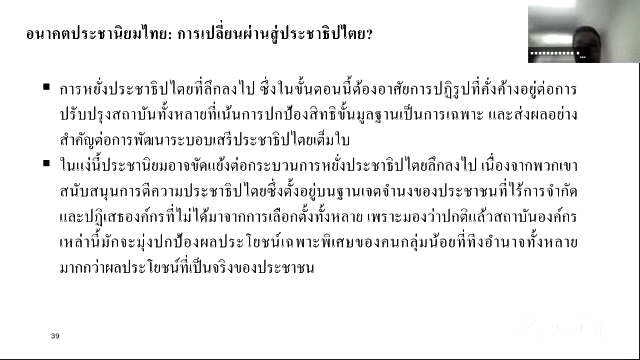 อนาคตประชานิยมไทย: การเปลี่ยนผ่านสู่ประชาธิปไตย?
▪ การหยั่งประชาธิปไตยที่ลึกลงไป ซึ่งในขั้นตอนนี้ต้องอาศัยการปฏิรูปที่คั่งค้างอยู่ต่อการ
ปรับปรุงสถาบันทั้งหลายที่เน้นการปกป้องสิทธิขั้นมูลฐานเป็นการเฉพาะ และส่งผลอย่าง
สำคัญต่อการพัฒนาระบอบเสรีประชาธิปไตยเต็มใบ
▪ ในแง่นี้ประชานิยมอาจขัดแย้งต่อกระบวนการหยั่งประชาธิปไตยลึกลงไป เนื่องจากพวกเขา
สนับสนุนการตีความประชาธิปไตยซึ่งตั้งอยู่บนฐานเจตจำนงของประชาชนที่ไร้การจำกัด
และปฏิเสธองค์กรที่ไม่ได้มาจากการเลือกตั้งทั้งหลาย เพราะมองว่าปกติแล้วสถาบันองค์กร
เหล่านี้มักจะมุ่งปกป้องผลประโยชน์เฉพาะพิเศษของคนกลุ่มน้อยที่ทึงอำนาจทั้งหลาย
มากกว่าผลประโยชน์ที่เป็นจริงของประชาชน
39